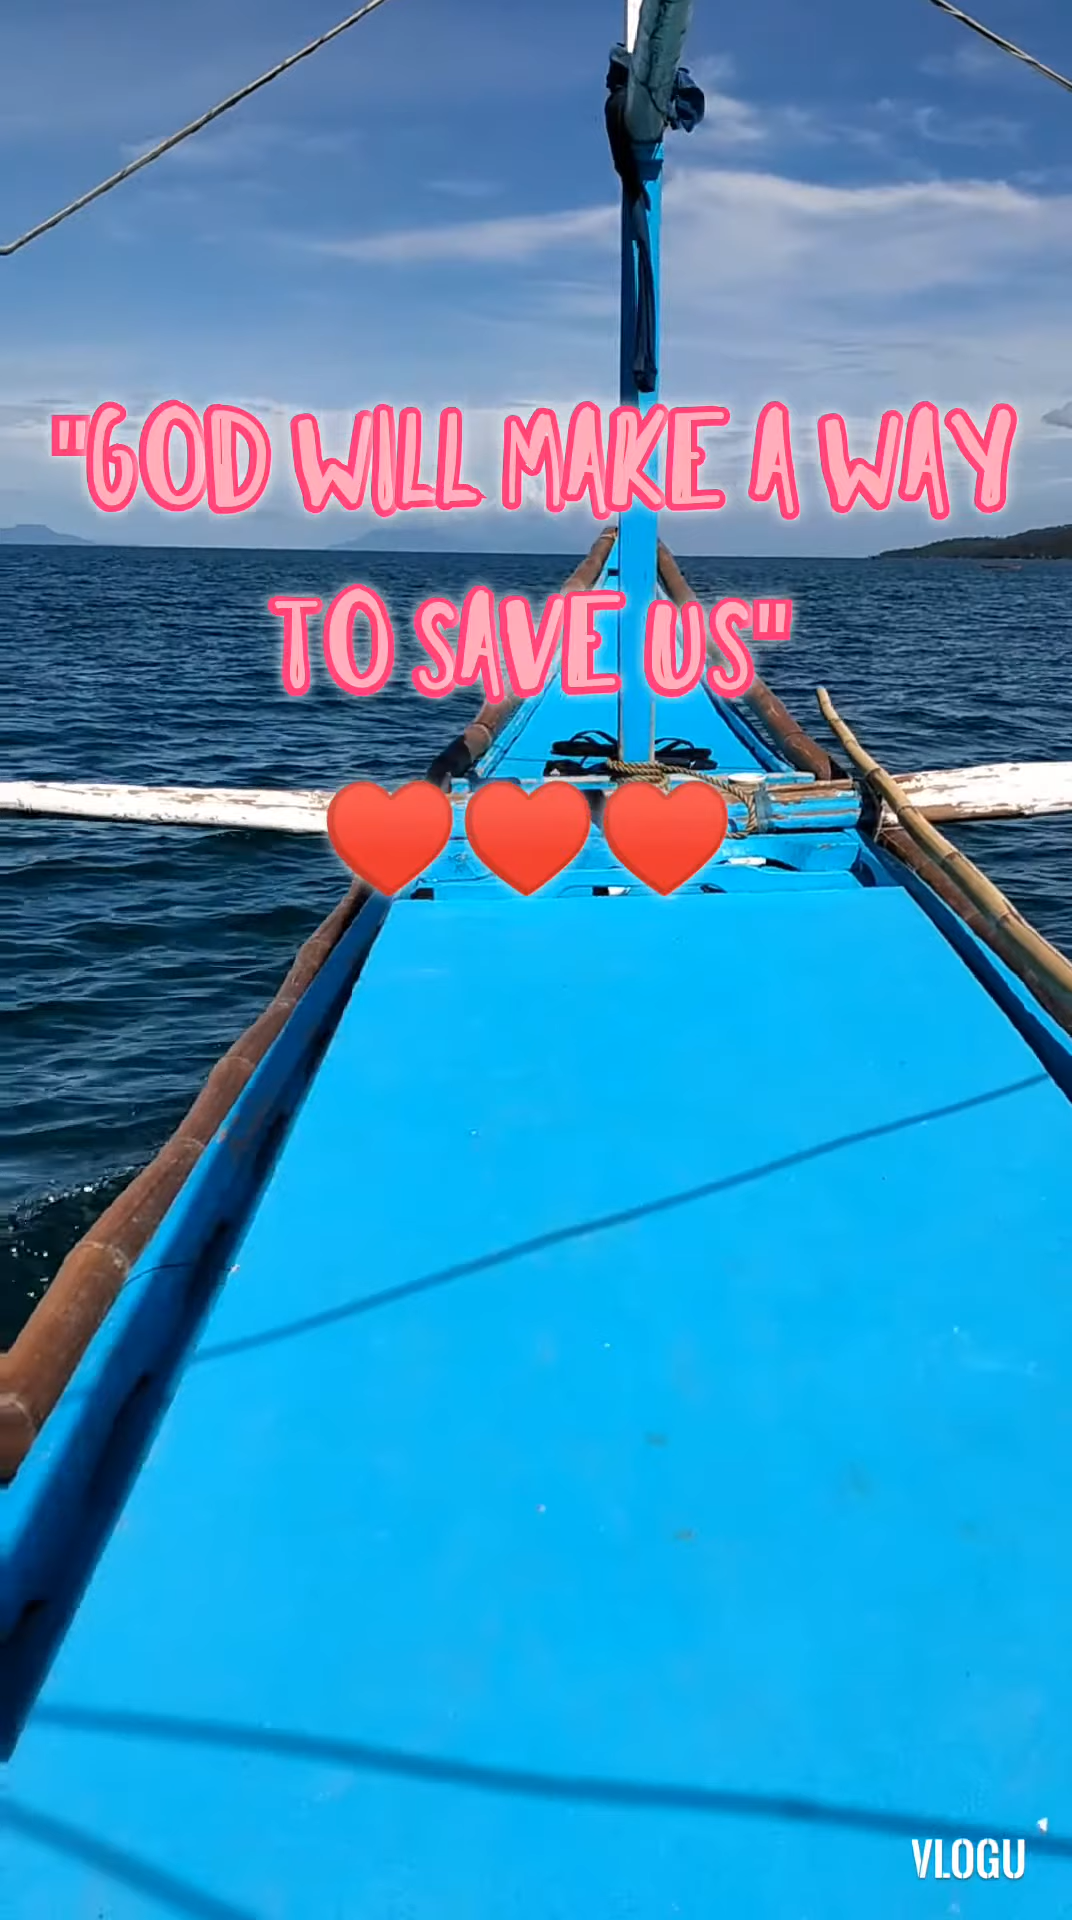 "GOD WILL MAKE A WAY
TO SAVE US"
❤️❤️❤️
VLOGU